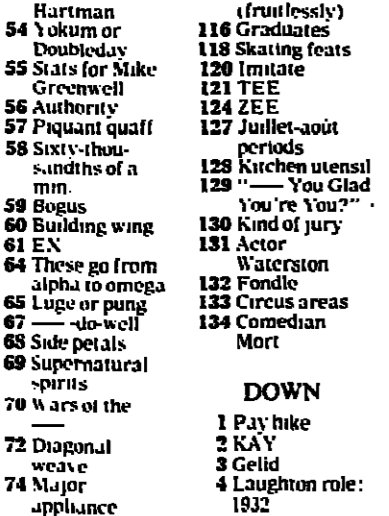 Hartman
54 Yokum or
Doubleday
55 Stats for Mike
Greenwell
56 Authority
57 Piquant quaff
58 Sixty-thou-
sandths of a
min.
59 Bogus
60 Building wing
61 EX
64 These go from
alpha to omega
65 Luge or pung
67 —— -do-well
68 Side petals
69 Supernatural
spirits
70 Wars of the
——
72 Diagonal
weave
74 Major
appliance
(fruitlessly)
116 Graduates
118 Skating feats
120 Imitate
121 TEE
124 ZEE
127 Juillet-août
periods
128 Kitchen utensil
129 "—— You Glad
You're You?"
130 Kind of jury
131 Actor
Waterston
132 Fondle
133 Circus areas
134 Comedian
Mort
DOWN
1 Pay hike
2 KAY
3 Gelid
4 Laughton role:
1932